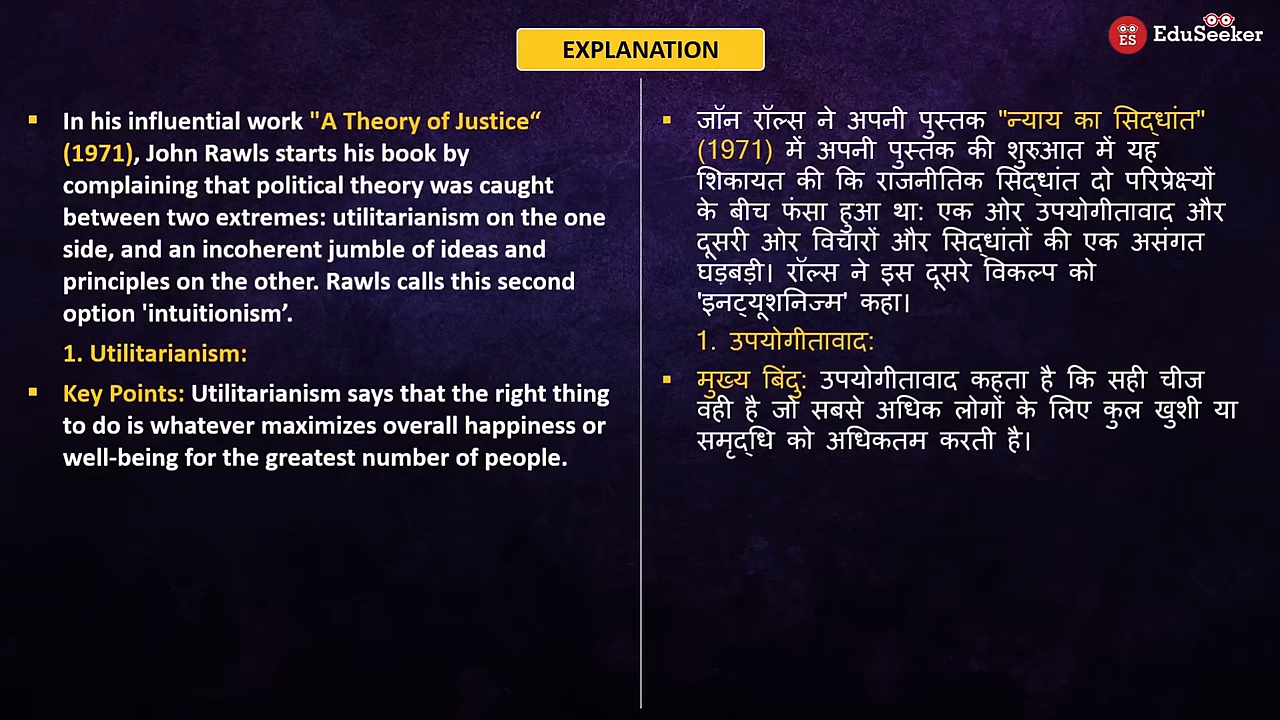 EXPLANATION
ES EduSeeker
▪ In his influential work "A Theory of Justice“
(1971), John Rawls starts his book by
complaining that political theory was caught
between two extremes: utilitarianism on the one
side, and an incoherent jumble of ideas and
principles on the other. Rawls calls this second
option 'intuitionism’.
1. Utilitarianism:
▪ Key Points: Utilitarianism says that the right thing
to do is whatever maximizes overall happiness or
well-being for the greatest number of people.
▪ जॉन रॉल्स ने अपनी पुस्तक "न्याय का सिद्धांत"
(1971) में अपनी पुस्तक की शुरुआत में यह
शिकायत की कि राजनीतिक सिद्धांत दो परिप्रेक्ष्यों
के बीच फंसा हुआ था: एक ओर उपयोगीतावाद और
दूसरी ओर विचारों और सिद्धांतों की एक असंगत
घड़बड़ी। रॉल्स ने इस दूसरे विकल्प को
'इनट्यूशनिज्म' कहा।
1. उपयोगीतावाद:
▪ मुख्य बिंदु: उपयोगीतावाद कहता है कि सही चीज
वही है जो सबसे अधिक लोगों के लिए कुल खुशी या
समृद्धि को अधिकतम करती है।